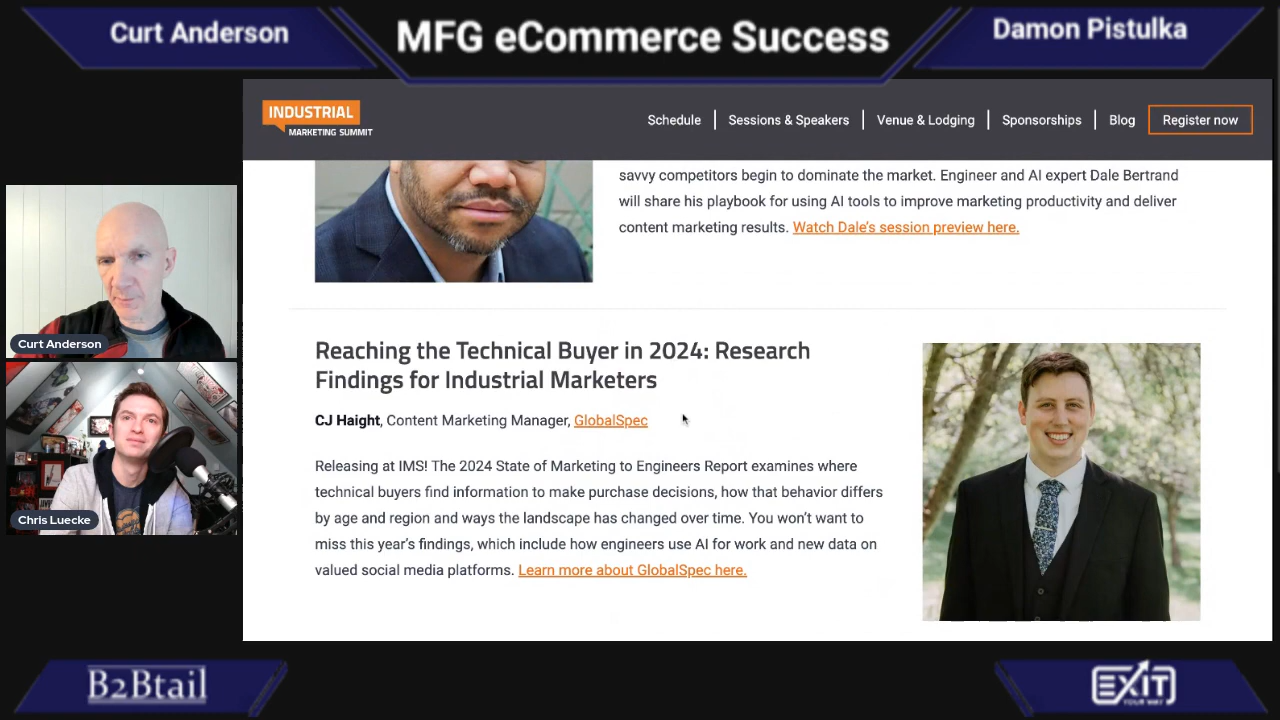 Curt Anderson
MFG eCommerce Success
Damon Pistulka
INDUSTRIAL
MARKETING SUMMIT
Schedule
Sessions & Speakers
Venue & Lodging
Sponsorships
Blog
Register now
savvy competitors begin to dominate the market. Engineer and AI expert Dale Bertrand
will share his playbook for using AI tools to improve marketing productivity and deliver
content marketing results. Watch Dale's session preview here.
Curt Anderson
Chris Luecke
Reaching the Technical Buyer in 2024: Research
Findings for Industrial Marketers
CJ Haight, Content Marketing Manager, GlobalSpec
Releasing at IMS! The 2024 State of Marketing to Engineers Report examines where
technical buyers find information to make purchase decisions, how that behavior differs
by age and region and ways the landscape has changed over time. You won't want to
miss this year's findings, which include how engineers use AI for work and new data on
valued social media platforms. Learn more about GlobalSpec here.
B2Btail
EXIT
YOUR WAY